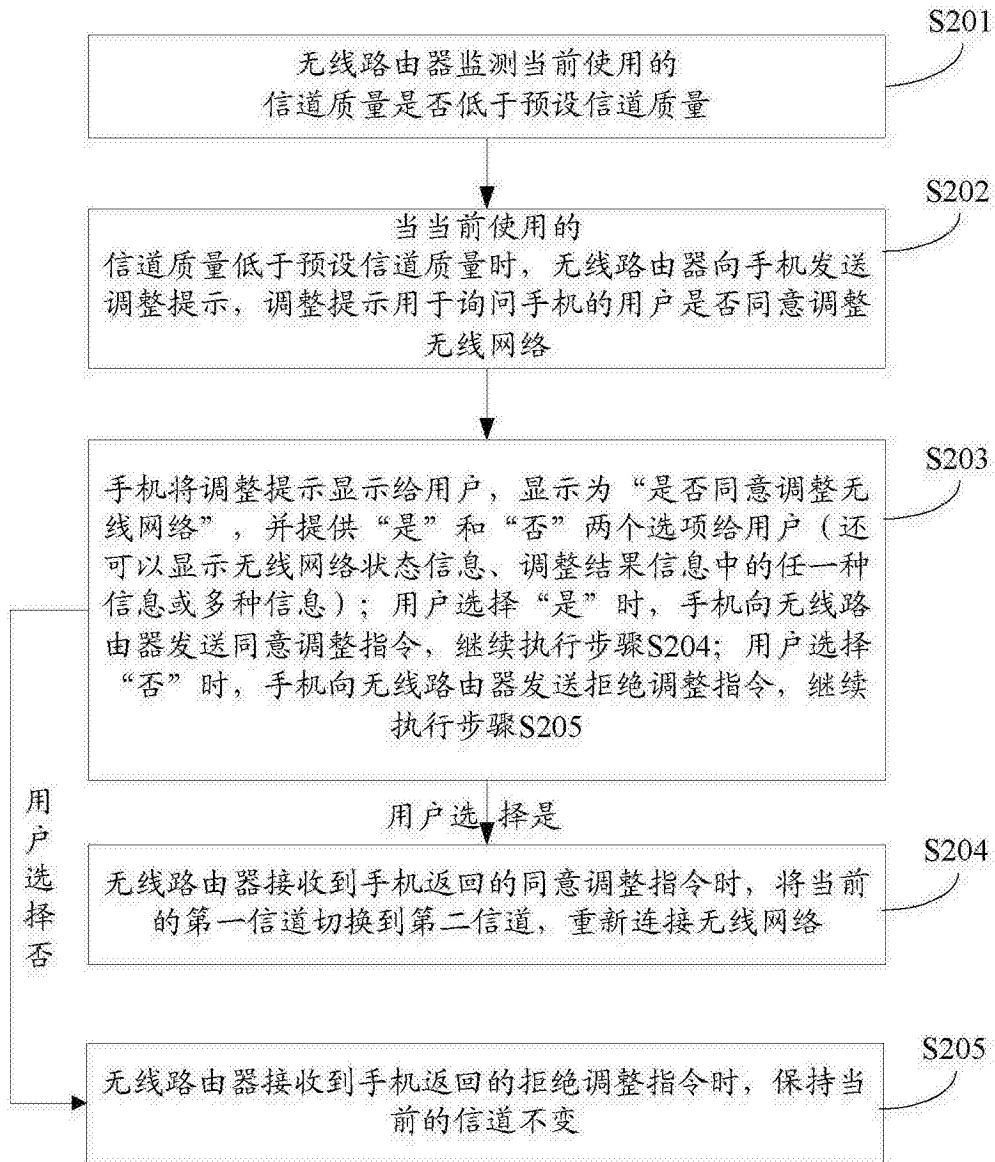 S201
无线路由器监测当前使用的
信道质量是否低于预设信道质量
S202
当当前使用的
信道质量低于预设信道质量时，无线路由器向手机发送
调整提示，调整提示用于询问手机的用户是否同意调整
无线网络
S203
手机将调整提示显示给用户，显示为“是否同意调整无
线网络”，并提供“是”和“否”两个选项给用户（还
可以显示无线网络状态信息、调整结果信息中的任一种
信息或多种信息）；用户选择“是”时，手机向无线路
由器发送同意调整指令，继续执行步骤S204；用户选择
“否”时，手机向无线路由器发送拒绝调整指令，继续
执行步骤S205
用户选择是
用户选择否
S204
无线路由器接收到手机返回的同意调整指令时，将当前
的第一信道切换到第二信道，重新连接无线网络
S205
无线路由器接收到手机返回的拒绝调整指令时，保持当
前的信道不变